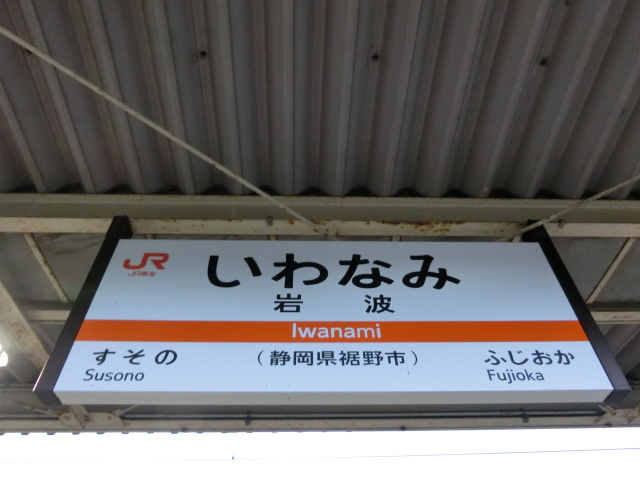 JR
JR東海
いわなみ
岩 波
Iwanami
すその
Susono
(静岡県裾野市)
ふじおか
Fujioka